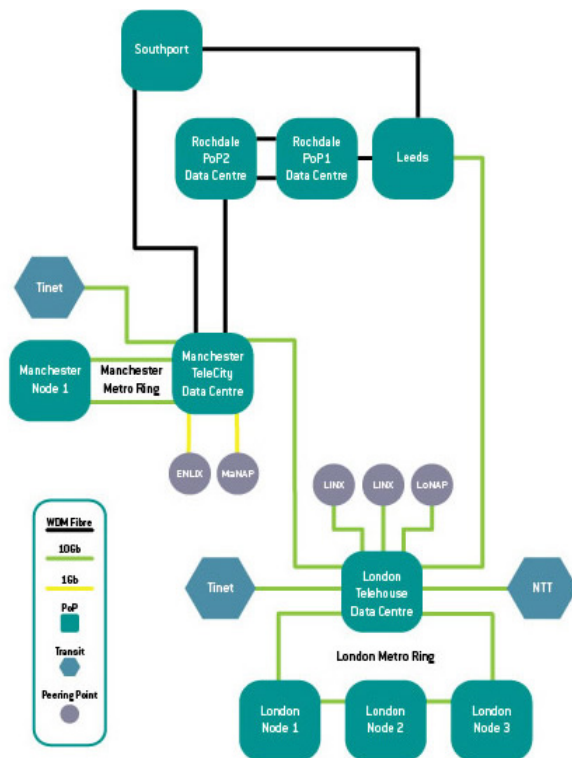 Southport
Rochdale
PoP2
Data Centre
Rochdale
PoP1
Data Centre
Leeds
Tinet
Manchester
Node 1
Manchester
Metro Ring
Manchester
TeleCity
Data Centre
ENLIX
MaNAP
LINX
LINX
LoNAP
WDM Fibre
10Gb
1Gb
PoP
Transit
Peering Point
Tinet
London
Telehouse
Data Centre
NTT
London Metro Ring
London
Node 1
London
Node 2
London
Node 3